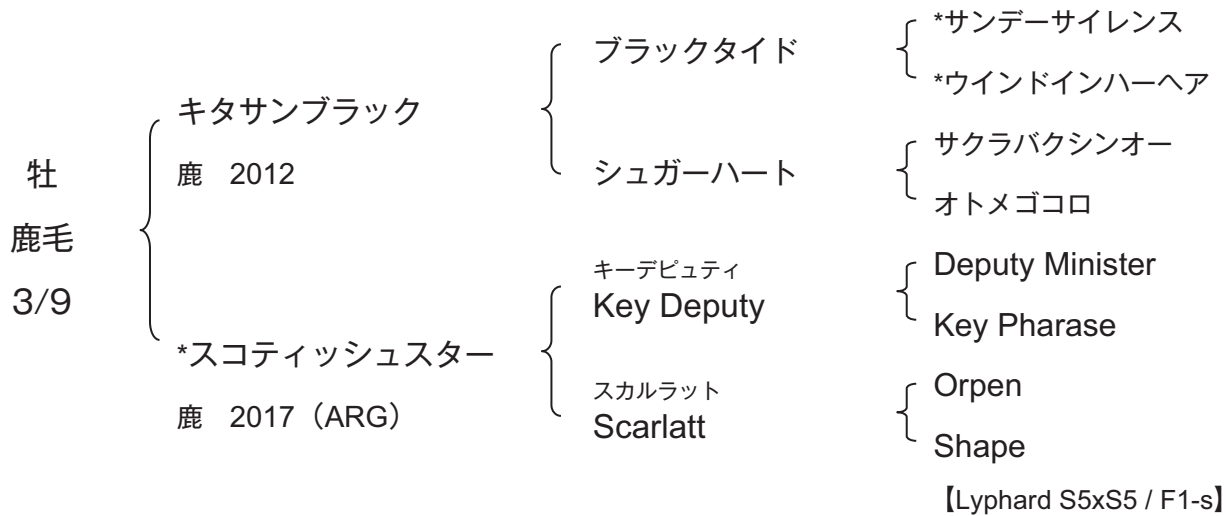 牡
鹿毛
3/9
キタサンブラック
鹿　2012
*スコティッシュスター
鹿　2017（ARG）
ブラックタイド
シュガーハート
キーデピュティ
Key Deputy
スカルラット
Scarlatt
*サンデーサイレンス
*ウインドインハーヘア
サクラバクシンオー
オトメゴコロ
Deputy Minister
Key Pharase
Orpen
Shape
【Lyphard S5xS5 / F1-s】